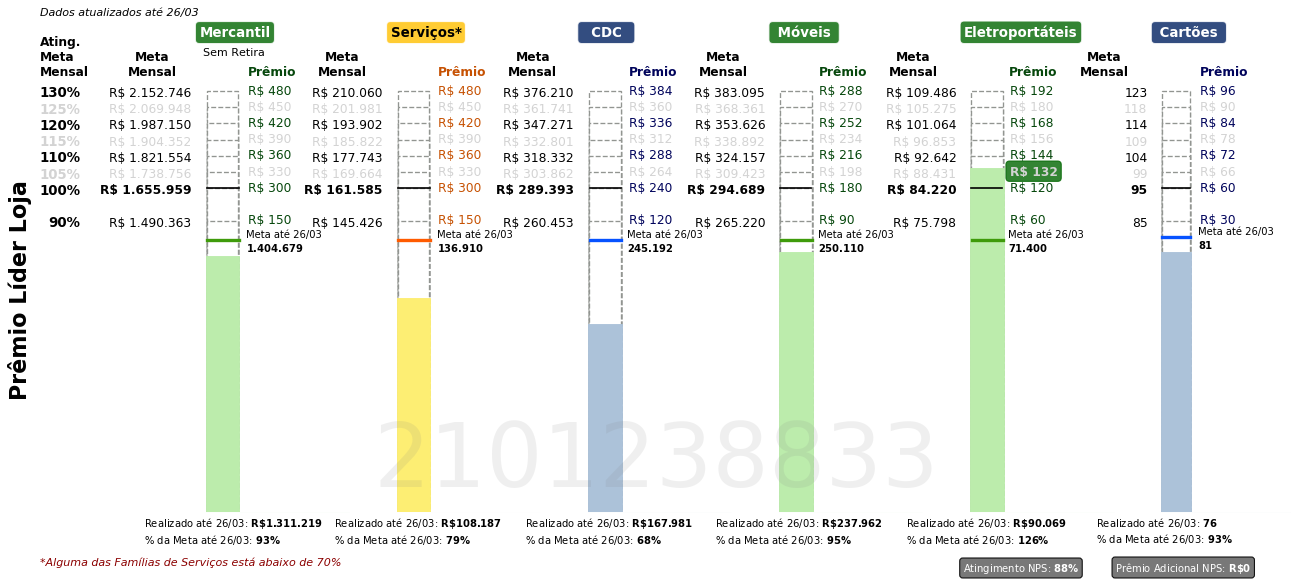 Dados atualizados até 26/03
Mercantil Serviços* CDC Móveis Eletroportáteis Cartões
Sem Retira
Ating. Meta Mensal
Meta Mensal Prêmio Meta Mensal Prêmio Meta Mensal Prêmio Meta Mensal Prêmio Meta Mensal Prêmio Meta Mensal Prêmio
130% R$ 2.152.746 R$ 480 R$ 210.060 R$ 480 R$ 376.210 R$ 384 R$ 383.095 R$ 288 R$ 109.486 R$ 192 123 R$ 96
125% R$ 2.069.948 R$ 450 R$ 201.981 R$ 450 R$ 361.741 R$ 360 R$ 368.361 R$ 270 R$ 105.275 R$ 180 118 R$ 90
120% R$ 1.987.150 R$ 420 R$ 193.902 R$ 420 R$ 347.271 R$ 336 R$ 353.626 R$ 252 R$ 101.064 R$ 168 114 R$ 84
115% R$ 1.904.352 R$ 390 R$ 185.822 R$ 390 R$ 332.801 R$ 312 R$ 338.892 R$ 234 R$ 96.853 R$ 156 109 R$ 78
110% R$ 1.821.554 R$ 360 R$ 177.743 R$ 360 R$ 318.332 R$ 288 R$ 324.157 R$ 216 R$ 92.642 R$ 144 104 R$ 72
105% R$ 1.738.756 R$ 330 R$ 169.664 R$ 330 R$ 303.862 R$ 264 R$ 309.423 R$ 198 R$ 88.431 R$ 132 99 R$ 66
100% R$ 1.655.959 R$ 300 R$ 161.585 R$ 300 R$ 289.393 R$ 240 R$ 294.689 R$ 180 R$ 84.220 R$ 120 95 R$ 60
90% R$ 1.490.363 R$ 150 R$ 145.426 R$ 150 R$ 260.453 R$ 120 R$ 265.220 R$ 90 R$ 75.798 R$ 60 85 R$ 30
Meta até 26/03 Meta até 26/03 Meta até 26/03 Meta até 26/03 Meta até 26/03 Meta até 26/03
1.404.679 136.910 245.192 250.110 71.400 81
Prêmio Líder Loja
2101238833
Realizado até 26/03: R$1.311.219 Realizado até 26/03: R$108.187 Realizado até 26/03: R$167.981 Realizado até 26/03: R$237.962 Realizado até 26/03: R$90.069 Realizado até 26/03: 76
% da Meta até 26/03: 93% % da Meta até 26/03: 79% % da Meta até 26/03: 68% % da Meta até 26/03: 95% % da Meta até 26/03: 126% % da Meta até 26/03: 93%
*Alguma das Famílias de Serviços está abaixo de 70%
Atingimento NPS: 88% Prêmio Adicional NPS: R$0